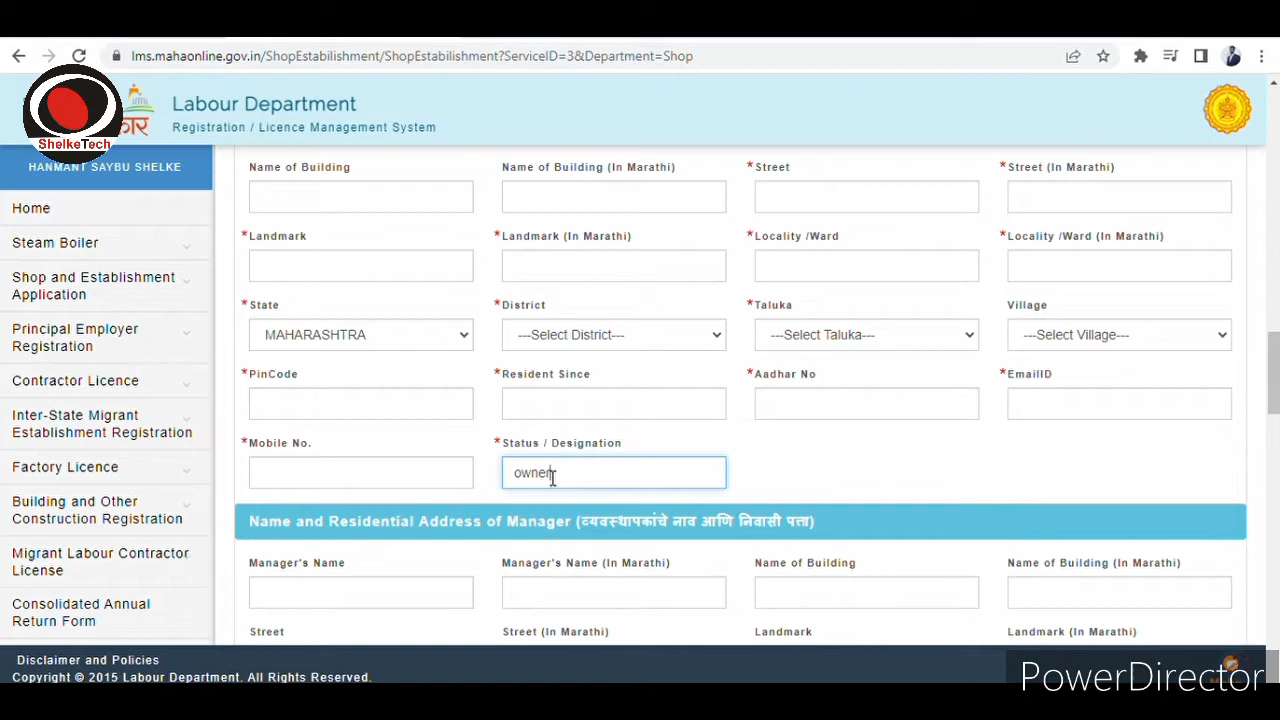 lms.mahaonline.gov.in/ShopEstabilishment/ShopEstabilishment?ServiceID=3&Department=Shop
कार
ShelkeTech
Labour Department
Registration / Licence Management System
HANMANT SAYBU SHELKE
Home
Steam Boiler
Shop and Establishment
Application
Principal Employer
Registration
Contractor Licence
Inter-State Migrant
Establishment Registration
Factory Licence
Building and Other
Construction Registration
Migrant Labour Contractor
License
Consolidated Annual
Return Form
Name of Building
Name of Building (In Marathi)
* Street
* Street (In Marathi)
* Landmark
* Landmark (In Marathi)
* Locality /Ward
* Locality /Ward (In Marathi)
* State
* District
* Taluka
Village
MAHARASHTRA
---Select District---
---Select Taluka---
---Select Village---
* PinCode
* Resident Since
* Aadhar No
* EmailID
* Mobile No.
* Status / Designation
owner
Name and Residential Address of Manager (व्यवस्थापकांचे नाव आणि निवासी पत्ता)
Manager's Name
Manager's Name (In Marathi)
Name of Building
Name of Building (In Marathi)
Street
Street (In Marathi)
Landmark
Landmark (In Marathi)
Disclaimer and Policies
Copyright © 2015 Labour Department. All Rights Reserved.
PowerDirector